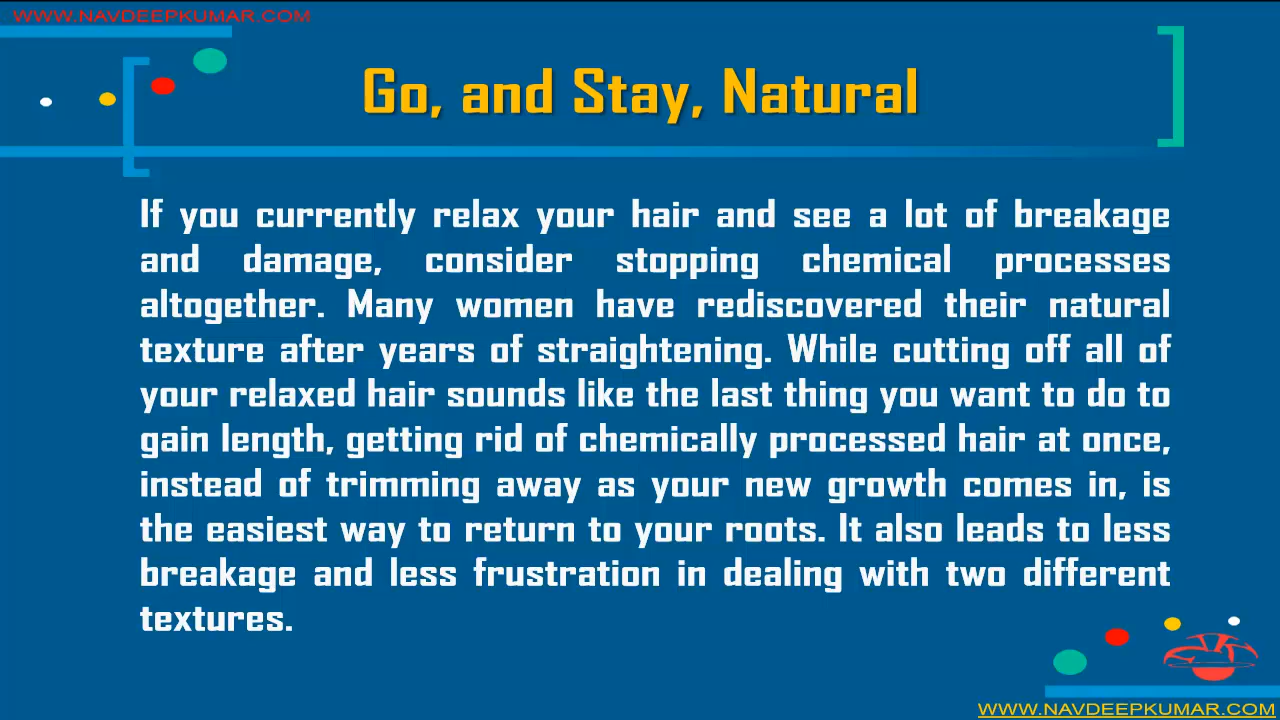 WWW.NAVDEEPKUMAR.COM
Go, and Stay, Natural
If you currently relax your hair and see a lot of breakage
and damage, consider stopping chemical processes
altogether. Many women have rediscovered their natural
texture after years of straightening. While cutting off all of
your relaxed hair sounds like the last thing you want to do to
gain length, getting rid of chemically processed hair at once,
instead of trimming away as your new growth comes in, is
the easiest way to return to your roots. It also leads to less
breakage and less frustration in dealing with two different
textures.
WWW.NAVDEEPKUMAR.COM